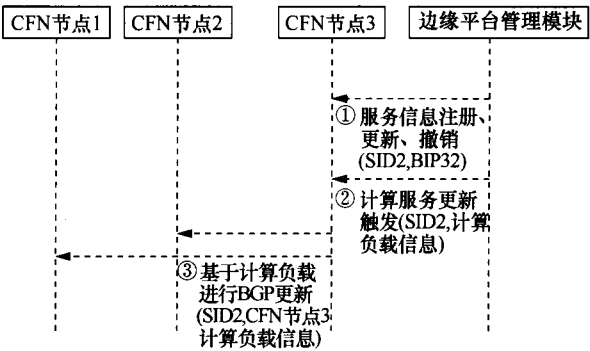 CFN节点1
CFN节点2
CFN节点3
边缘平台管理模块
①服务信息注册、
更新、撤销
(SID2,BIP32)
②计算服务更新
触发(SID2,计算
负载信息)
③基于计算负载
进行BGP更新
(SID2,CFN节点3
计算负载信息)